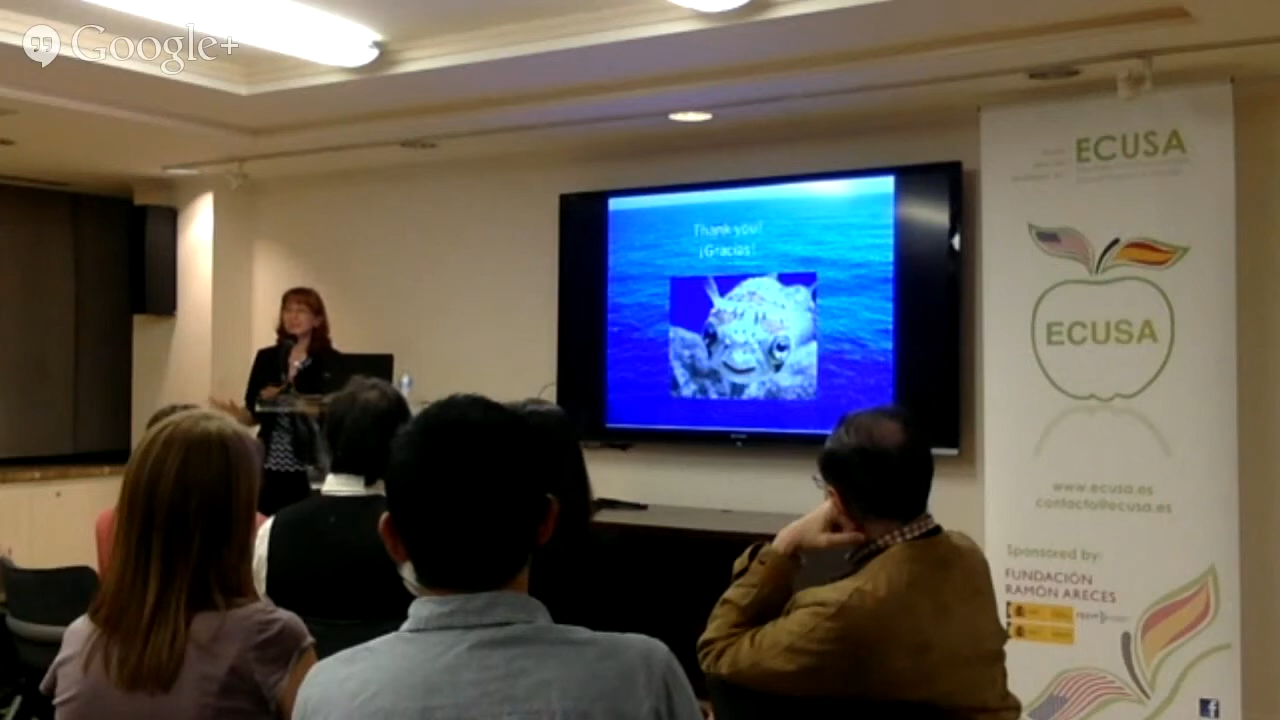 Google+
Thank you!
¡Gracias!
ECUSA
ECUSA
www.ecusa.es
contacto@ecusa.es
Sponsored by:
FUNDACIÓN
RAMÓN ARECES
f